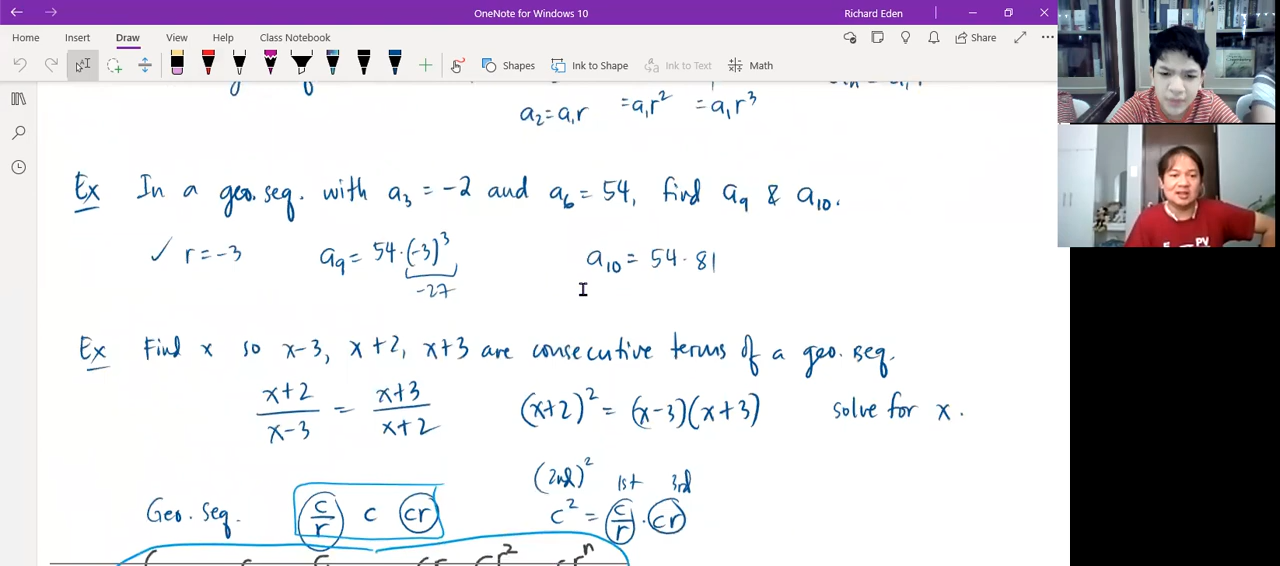 OneNote for Windows 10
Richard Eden
Home Insert Draw View Help Class Notebook
Share
Shapes Ink to Shape Ink to Text Math
a₂=a₁r =a₁r² =a₁r³
Ex In a geo. seq. with a₃ = -2 and a₆ = 54, find a₉ & a₁₀.
✓ r = -3 a₉ = 54·(-3)³ a₁₀ = 54·81
-27
Ex Find x so x-3, x+2, x+3 are consecutive terms of a geo. seq.
x+2/x-3 = x+3/x+2 (x+2)² = (x-3)(x+3) solve for x.
(2nd)² 1st 3rd
Geo. Seq. c/r c cr c² = c/r · cr
cr² cr^n